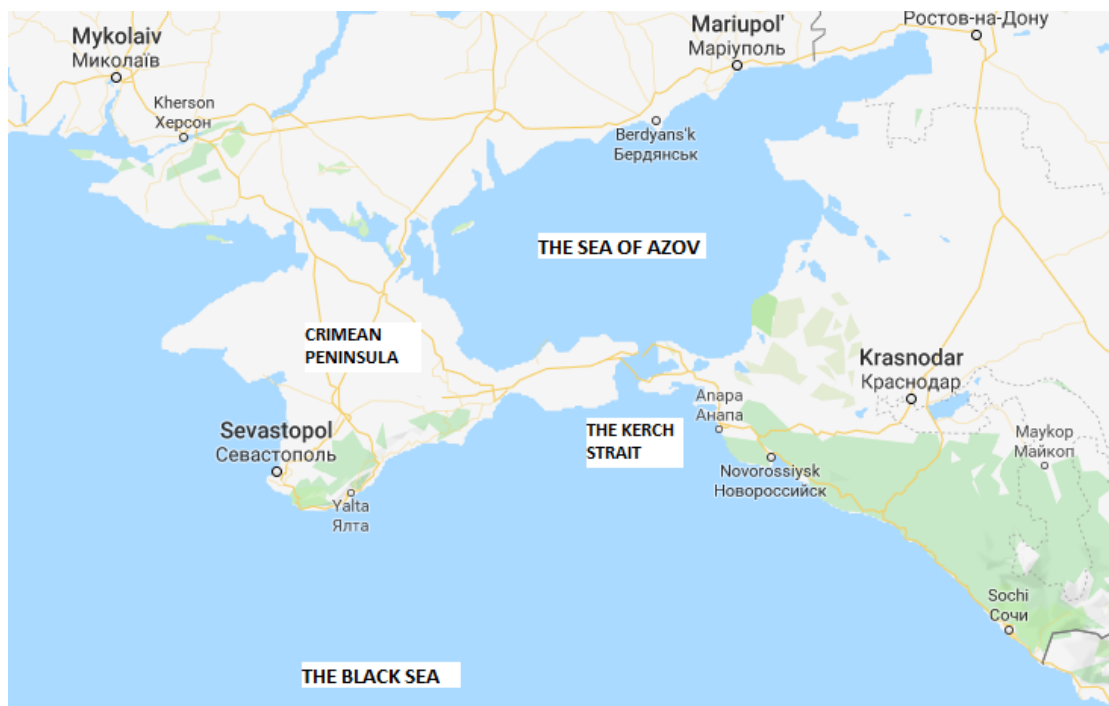 Mykolaiv
Миколаїв
Kherson
Херсон
Mariupol'
Маріуполь
Ростов-на-Дону
Berdyans'k
Бердянськ
THE SEA OF AZOV
CRIMEAN
PENINSULA
Krasnodar
Краснодар
Anapa
Анапа
Sevastopol
Севастополь
THE KERCH
STRAIT
Maykop
Майкоп
Novorossiysk
Новороссийск
Yalta
Ялта
Sochi
Сочи
THE BLACK SEA